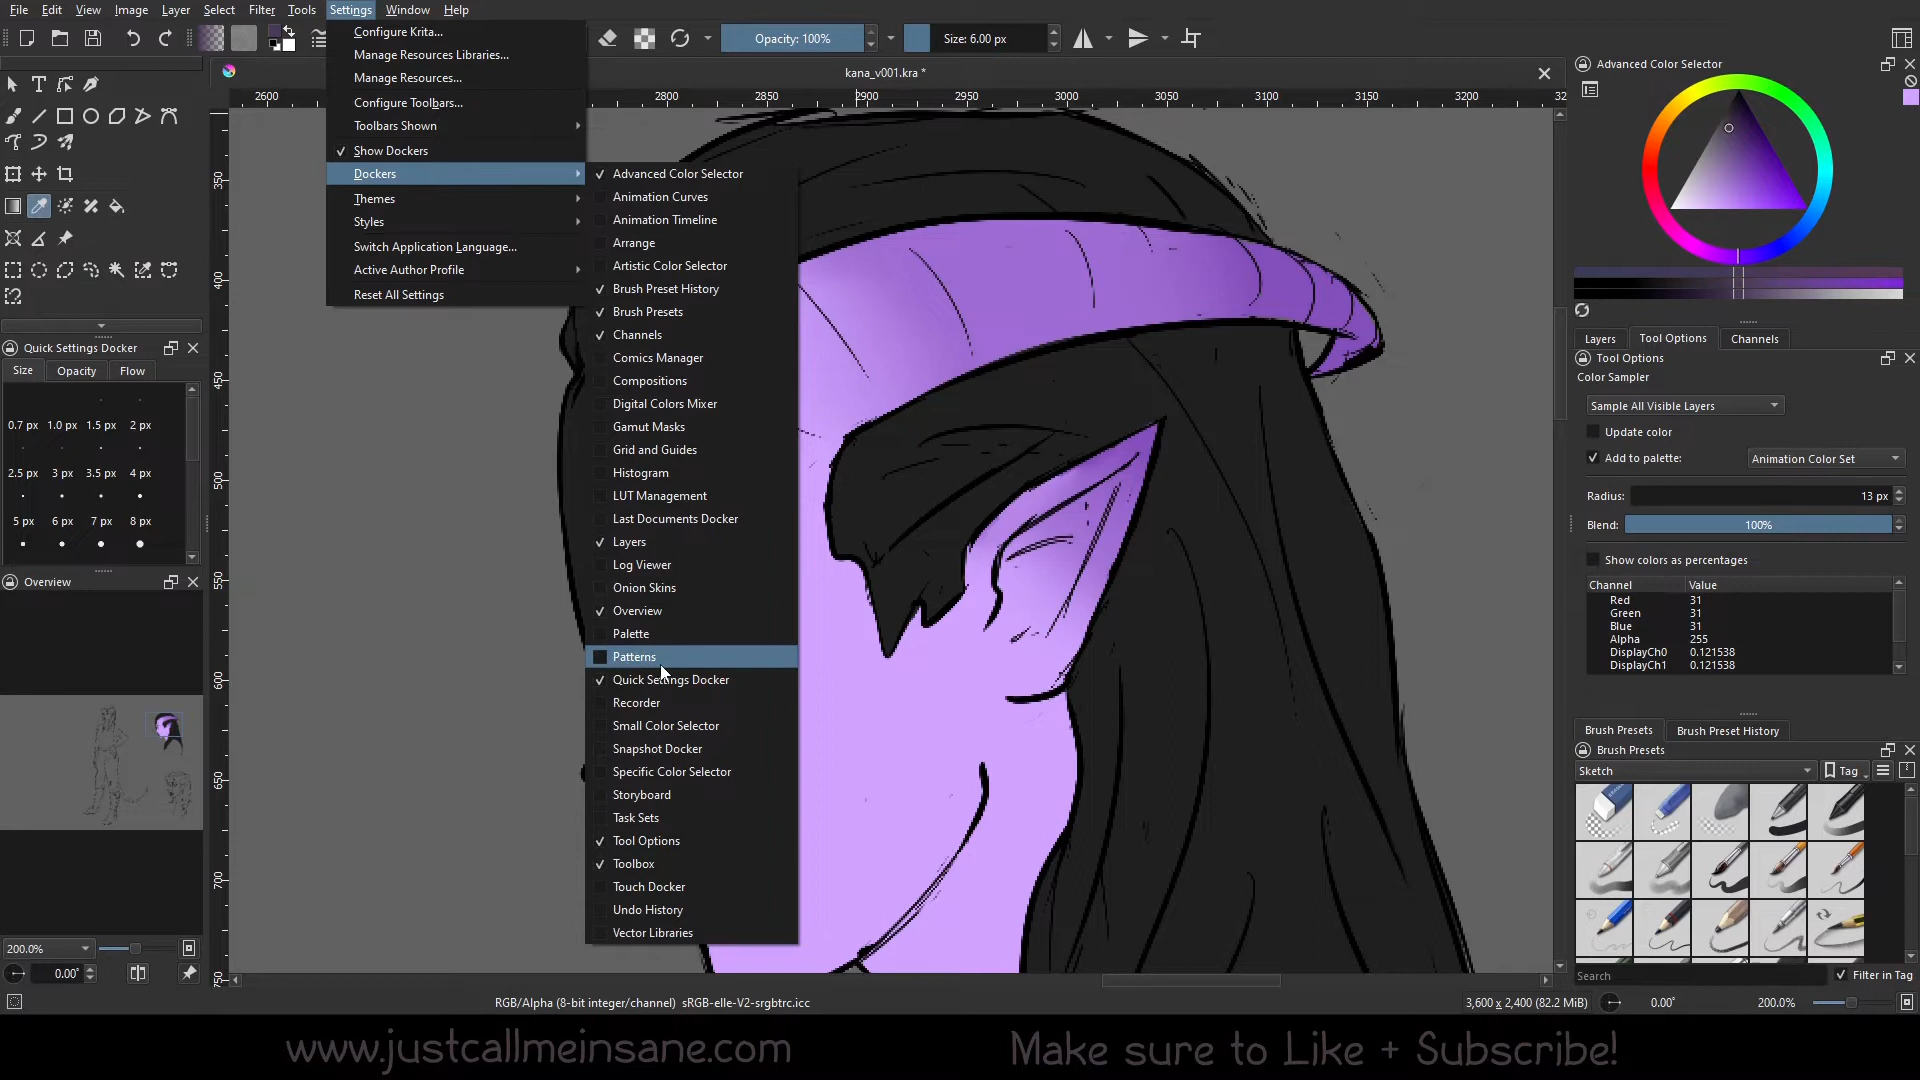 File Edit View Image Layer Select Filter Tools Settings Window Help
Opacity: 100% Size: 6.00 px
kana_v001.kra *
2600 2800 2850 2900 2950 3000 3050 3100 3150 3200 32
350
400
450
500
550
600
650
700
750
Configure Krita...
Manage Resources Libraries...
Manage Resources...
Configure Toolbars...
Toolbars Shown
Show Dockers
Dockers
Themes
Styles
Switch Application Language...
Active Author Profile
Reset All Settings
Advanced Color Selector
Animation Curves
Animation Timeline
Arrange
Artistic Color Selector
Brush Preset History
Brush Presets
Channels
Comics Manager
Compositions
Digital Colors Mixer
Gamut Masks
Grid and Guides
Histogram
LUT Management
Last Documents Docker
Layers
Log Viewer
Onion Skins
Overview
Palette
Patterns
Quick Settings Docker
Recorder
Small Color Selector
Snapshot Docker
Specific Color Selector
Storyboard
Task Sets
Tool Options
Toolbox
Touch Docker
Undo History
Vector Libraries
Quick Settings Docker
Size Opacity Flow
0.7 px 1.0 px 1.5 px 2 px
2.5 px 3 px 3.5 px 4 px
5 px 6 px 7 px 8 px
Overview
200.0%
0.00°
Advanced Color Selector
Layers Tool Options Channels
Tool Options
Color Sampler
Sample All Visible Layers
Update color
Add to palette: Animation Color Set
Radius: 13 px
Blend: 100%
Show colors as percentages
Channel Value
Red 31
Green 31
Blue 31
Alpha 255
DisplayCh0 0.121538
DisplayCh1 0.121538
Brush Presets Brush Preset History
Brush Presets
Sketch Tag
Search Filter in Tag
RGB/Alpha (8-bit integer/channel) sRGB-elle-V2-srgbtrc.icc 3,600 x 2,400 (82.2 MiB) 0.00° 200.0%
www.justcallmeinsane.com Make sure to Like + Subscribe!